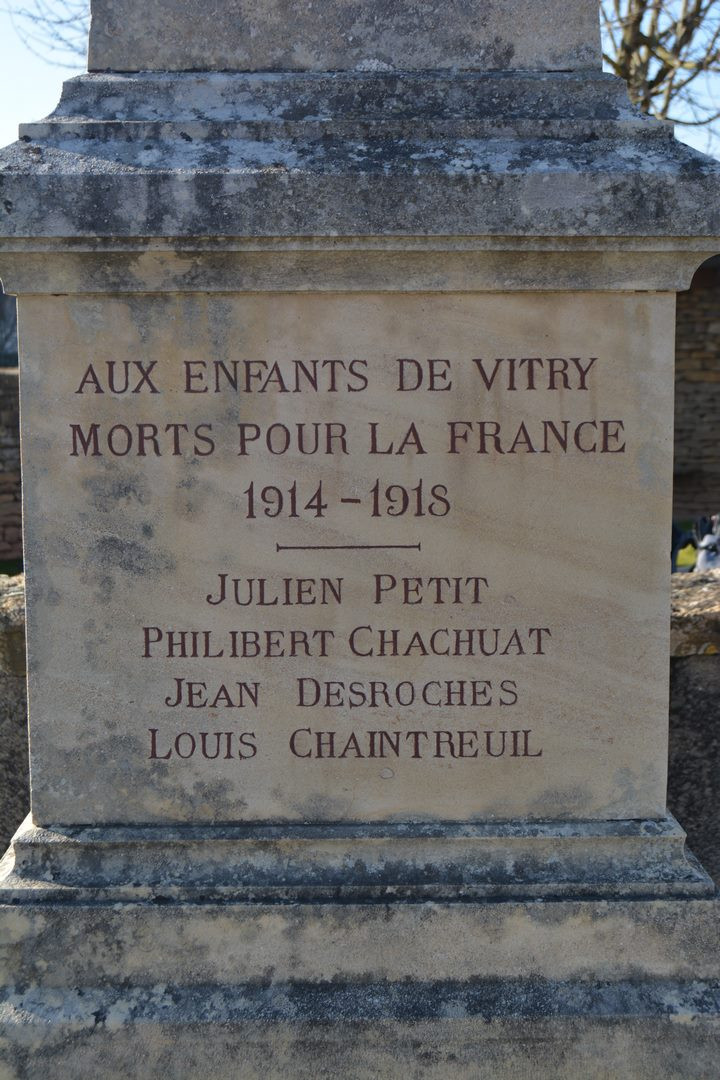 AUX ENFANTS DE VITRY
MORTS POUR LA FRANCE
1914-1918
JULIEN PETIT
PHILIBERT CHACHUAT
JEAN DESROCHES
LOUIS CHAINTREUIL